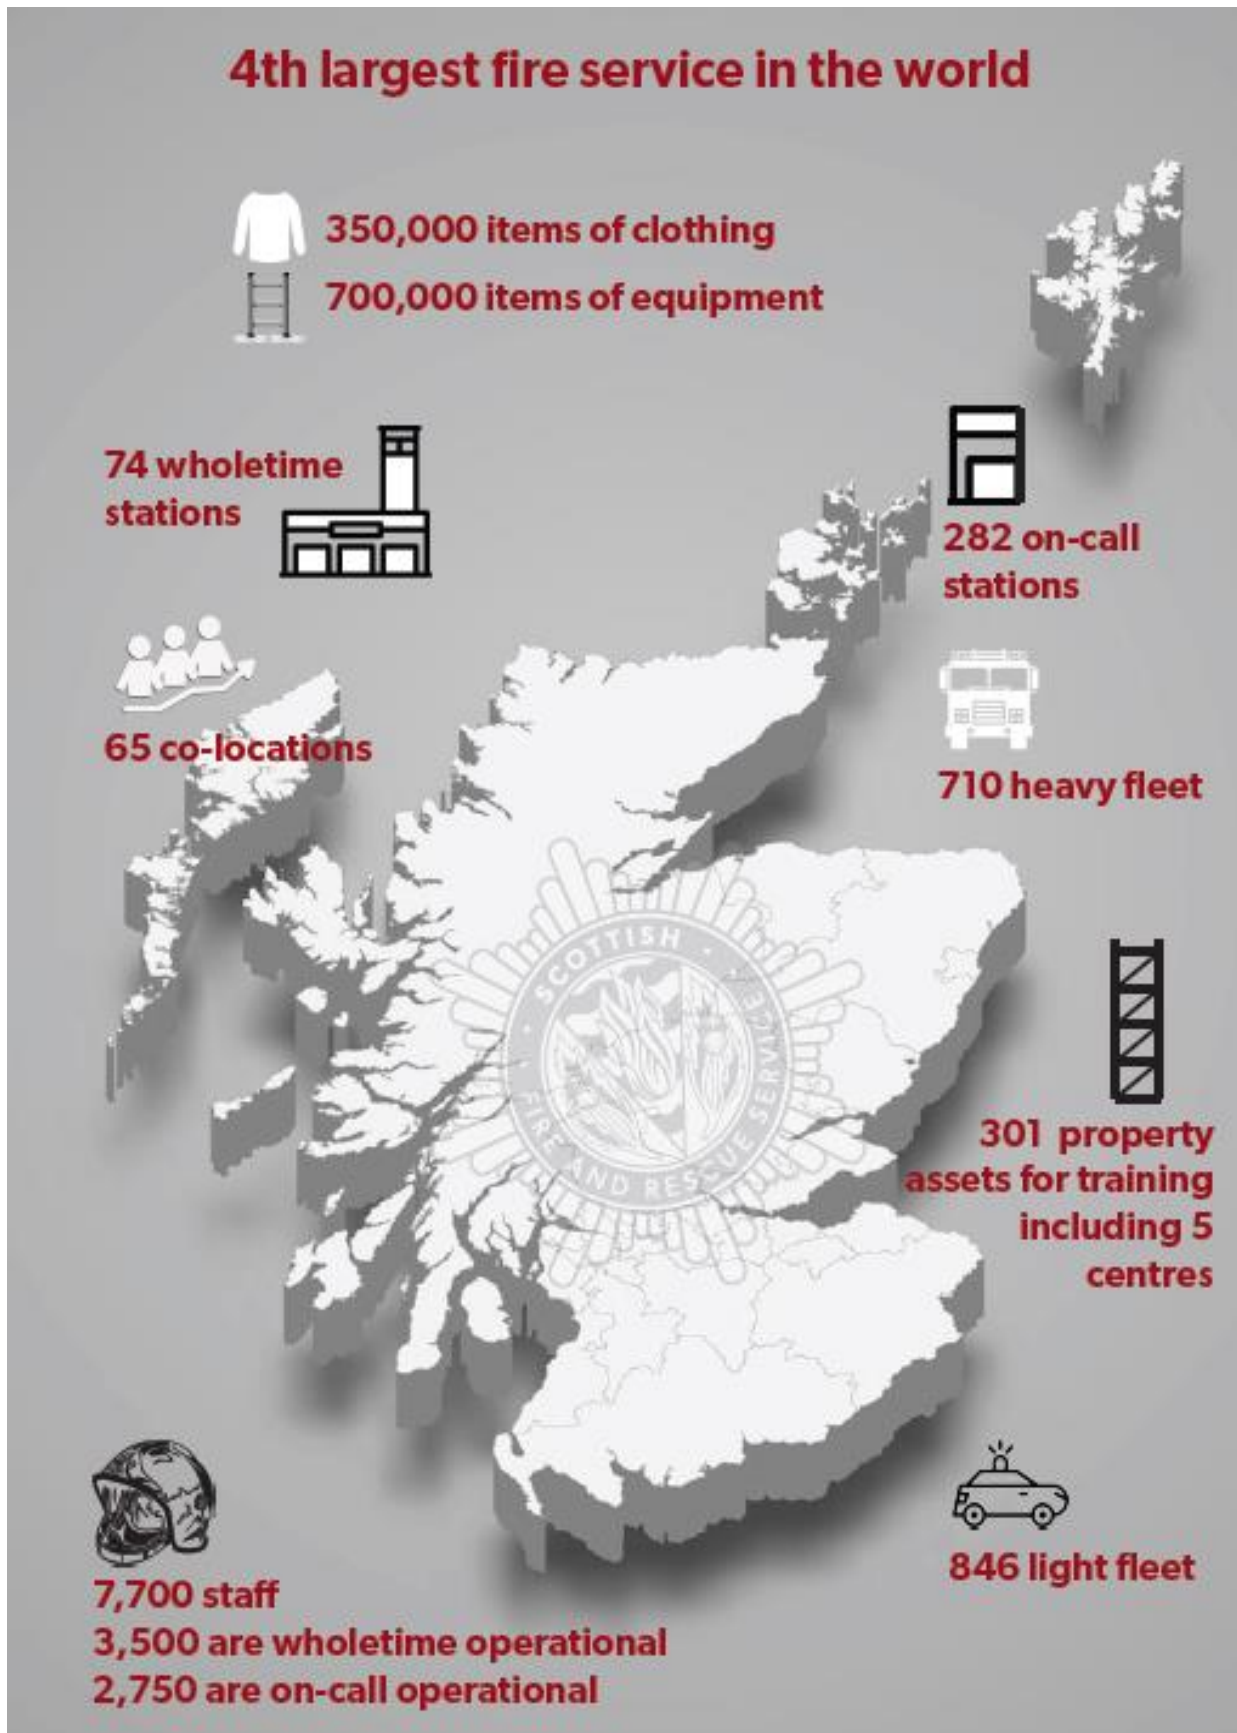 4th largest fire service in the world
350,000 items of clothing
700,000 items of equipment
74 wholetime
stations
282 on-call
stations
65 co-locations
710 heavy fleet
SCOTTISH
FIRE AND RESCUE SERVICE
301 property
assets for training
including 5
centres
846 light fleet
7,700 staff
3,500 are wholetime operational
2,750 are on-call operational